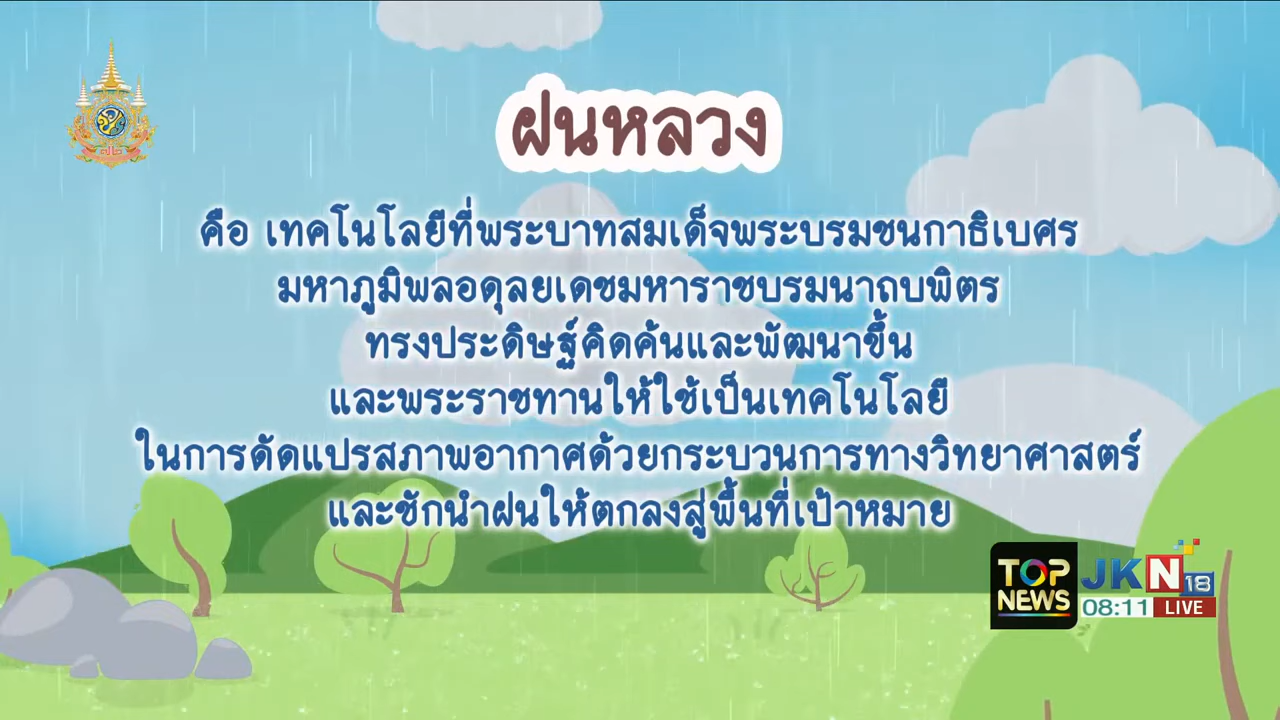 ๗๒
ฝนหลวง
คือ เทคโนโลยีที่พระบาทสมเด็จพระบรมชนกาธิเบศร
มหาภูมิพลอดุลยเดชมหาราชบรมนาถบพิตร
ทรงประดิษฐ์คิดค้นและพัฒนาขึ้น
และพระราชทานให้ใช้เป็นเทคโนโลยี
ในการดัดแปรสภาพอากาศด้วยกระบวนการทางวิทยาศาสตร์
และชักนำฝนให้ตกลงสู่พื้นที่เป้าหมาย
TOP NEWS
JKN18
08:11 LIVE